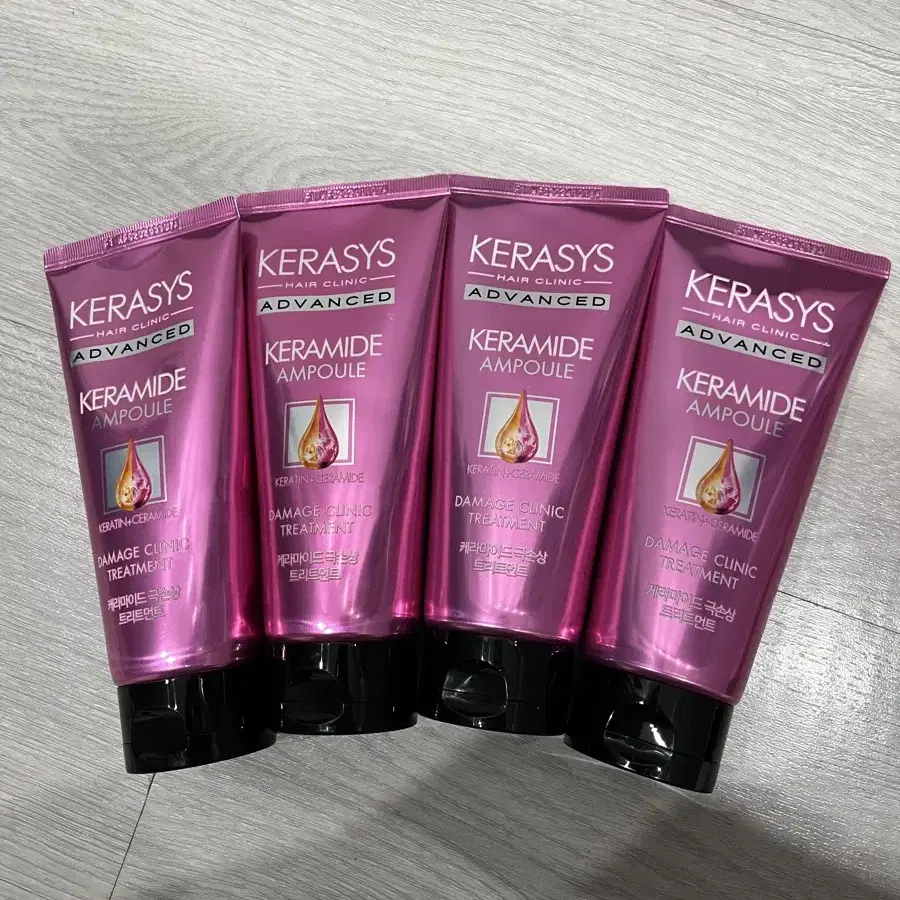 KERASYS
HAIR CLINIC
ADVANCED
KERAMIDE
AMPOULE
KERATIN+CERAMIDE
DAMAGE CLINIC
TREATMENT
케라마이드 극손상
트리트먼트
KERASYS
HAIR CLINIC
ADVANCED
KERAMIDE
AMPOULE
KERATIN+CERAMIDE
DAMAGE CLINIC
TREATMENT
케라마이드 극손상
트리트먼트
KERASYS
HAIR CLINIC
ADVANCED
KERAMIDE
AMPOULE
KERATIN+CERAMIDE
DAMAGE CLINIC
TREATMENT
케라마이드 극손상
트리트먼트
KERASYS
HAIR CLINIC
ADVANCED
KERAMIDE
AMPOULE
KERATIN+CERAMIDE
DAMAGE CLINIC
TREATMENT
케라마이드 극손상
트리트먼트